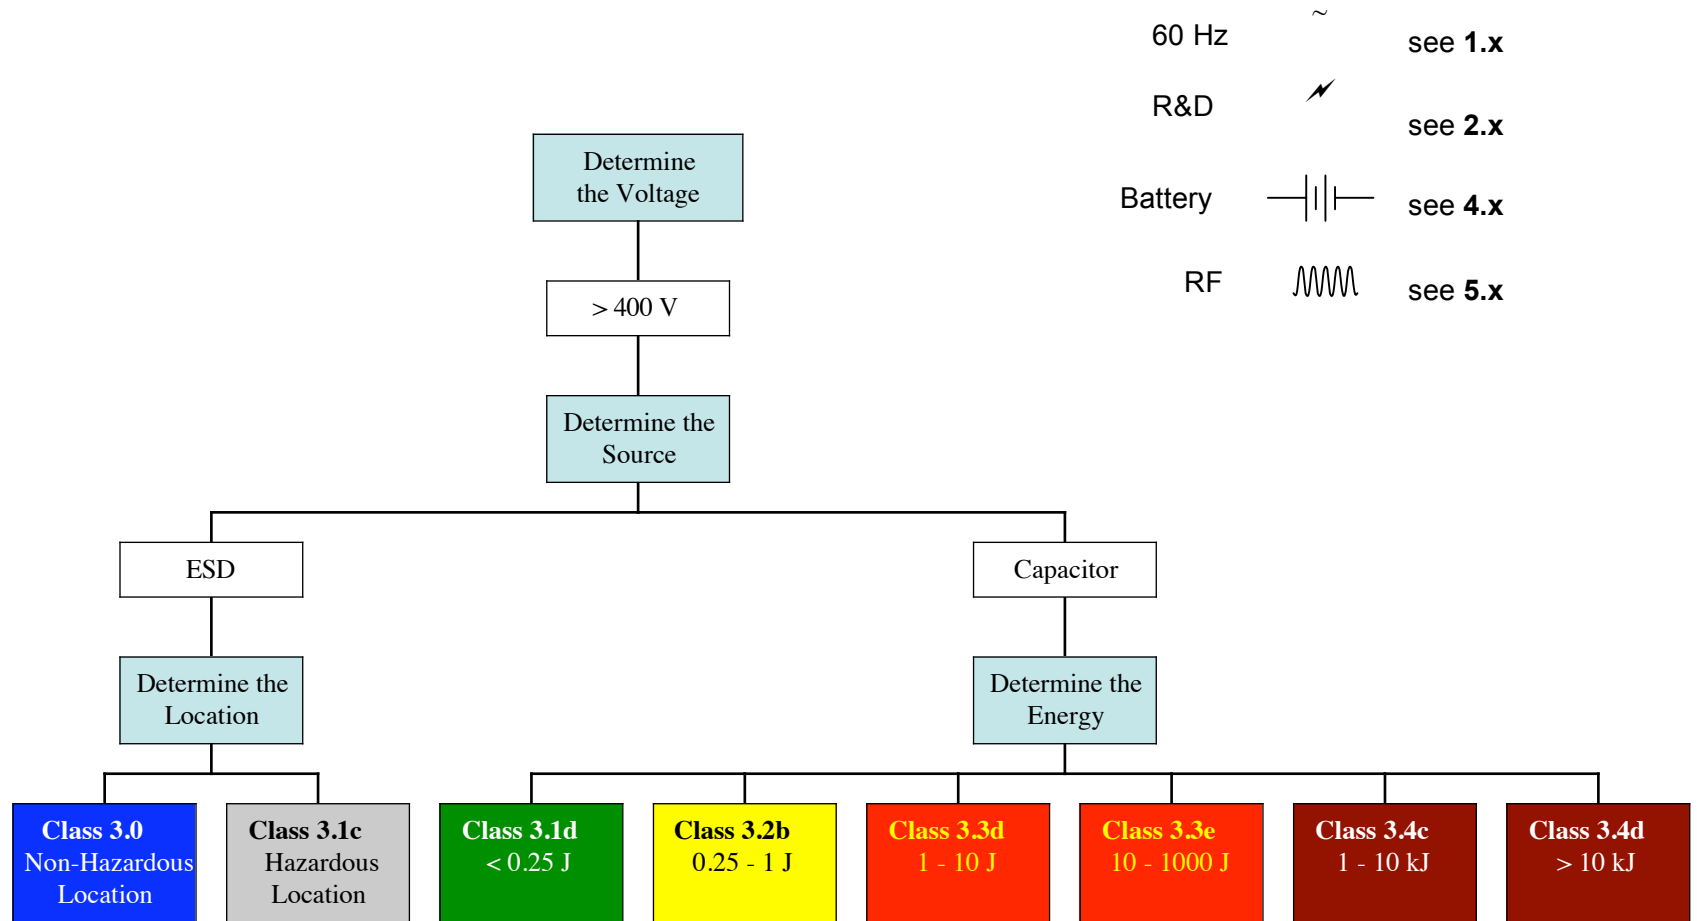 60 Hz ~ see 1.x
R&D see 2.x
Battery see 4.x
RF see 5.x
Determine
the Voltage
> 400 V
Determine the
Source
ESD
Capacitor
Determine the
Location
Determine the
Energy
Class 3.0
Non-Hazardous
Location
Class 3.1c
Hazardous
Location
Class 3.1d
< 0.25 J
Class 3.2b
0.25 - 1 J
Class 3.3d
1 - 10 J
Class 3.3e
10 - 1000 J
Class 3.4c
1 - 10 kJ
Class 3.4d
> 10 kJ